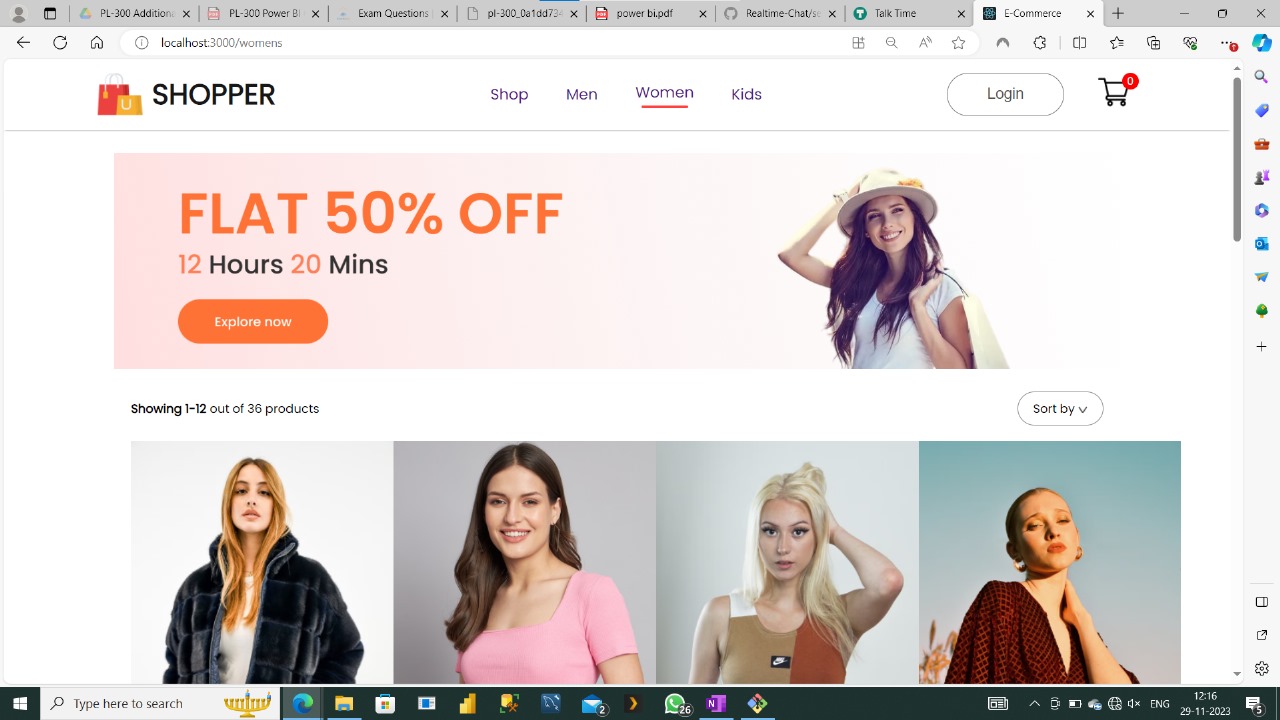 PL-300 Additiona
PL-300 Power BI
Exam Questions
PL-300_0a1dd734
power bi.pdf
Realtime-Chat/se
Talk Time
E-Commerce
localhost:3000/womens
SHOPPER
Shop
Men
Women
Kids
Login
0
FLAT 50% OFF
12 Hours 20 Mins
Explore now
Showing 1-12 out of 36 products
Sort by
Type here to search
2
26
ENG
12:16
29-11-2023
5